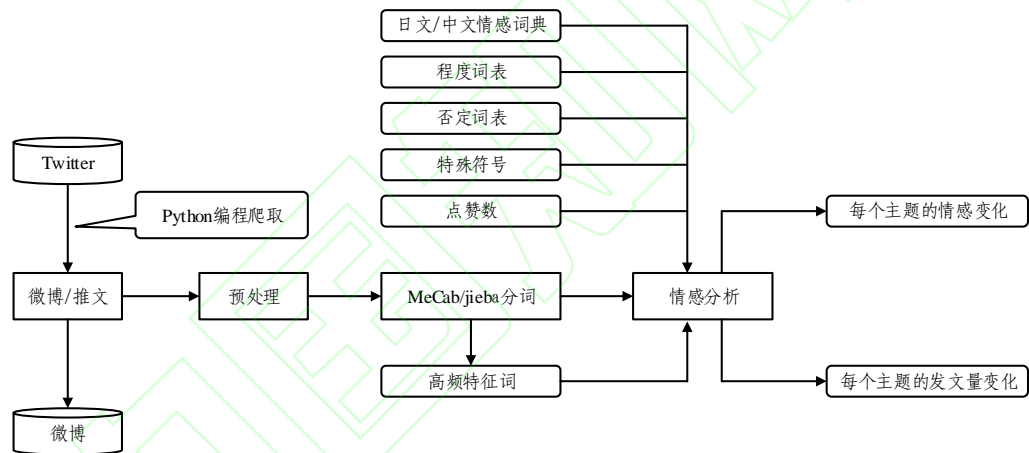 日文/中文情感词典
程度词表
否定词表
特殊符号
点赞数
Twitter
Python编程爬取
微博/推文
预处理
MeCab/jieba分词
情感分析
高频特征词
微博
每个主题的情感变化
每个主题的发文量变化